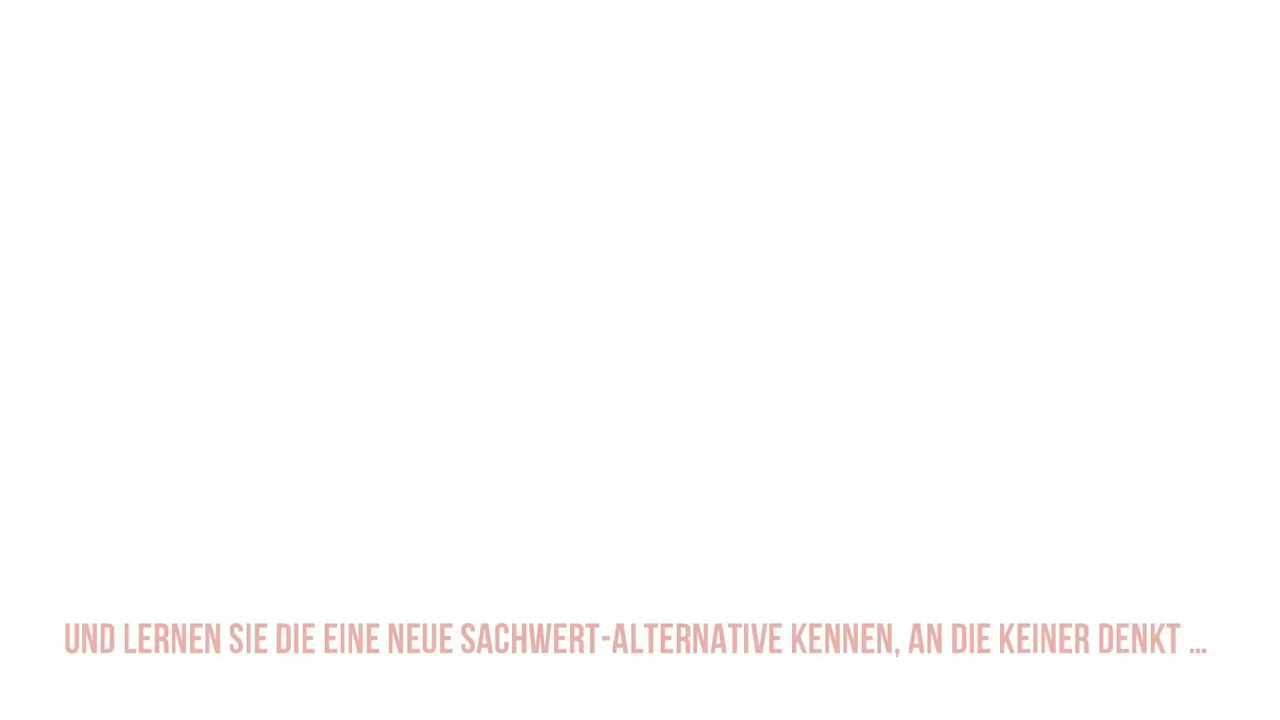 UND LERNEN SIE DIE EINE NEUE SACHWERT-ALTERNATIVE KENNEN, AN DIE KEINER DENKT ...